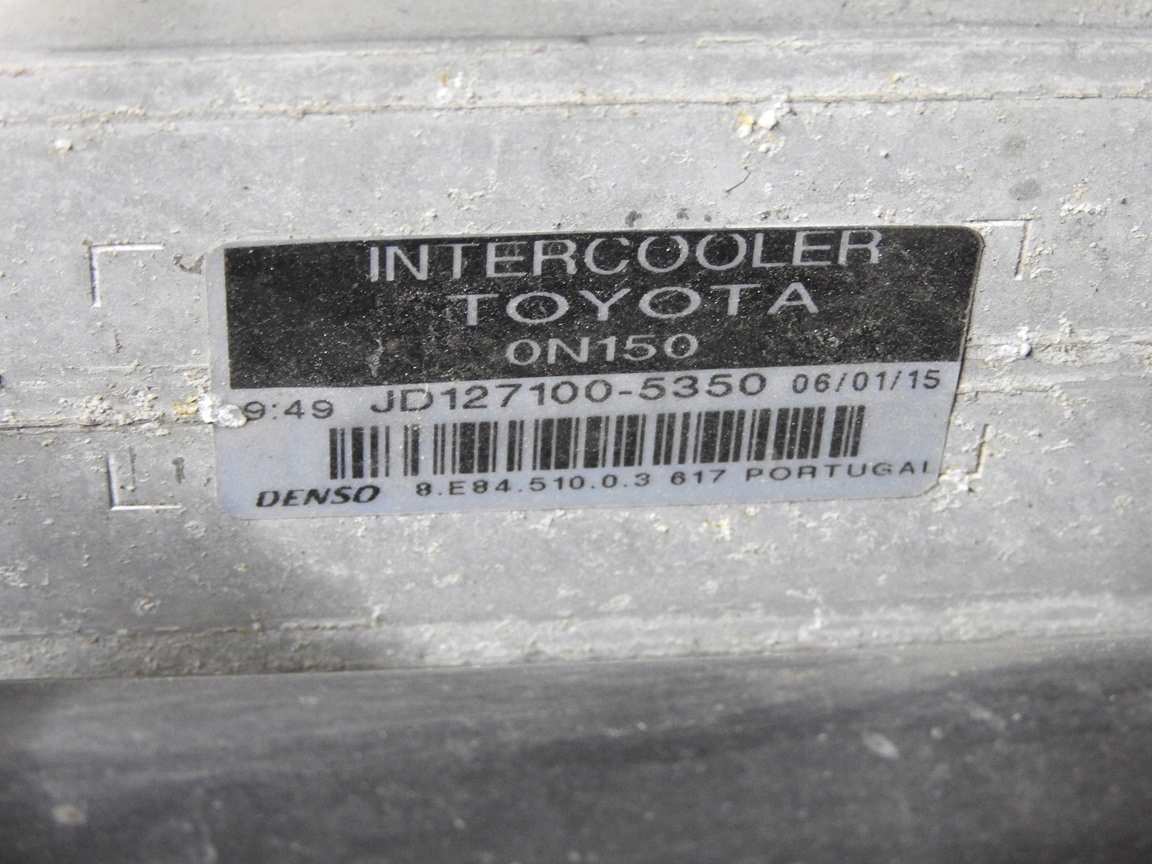 INTERCOOLER
TOYOTA
0N150
9:49 JD127100-5350 06/01/15
DENSO 8.E84.510.0.3 617 PORTUGAL